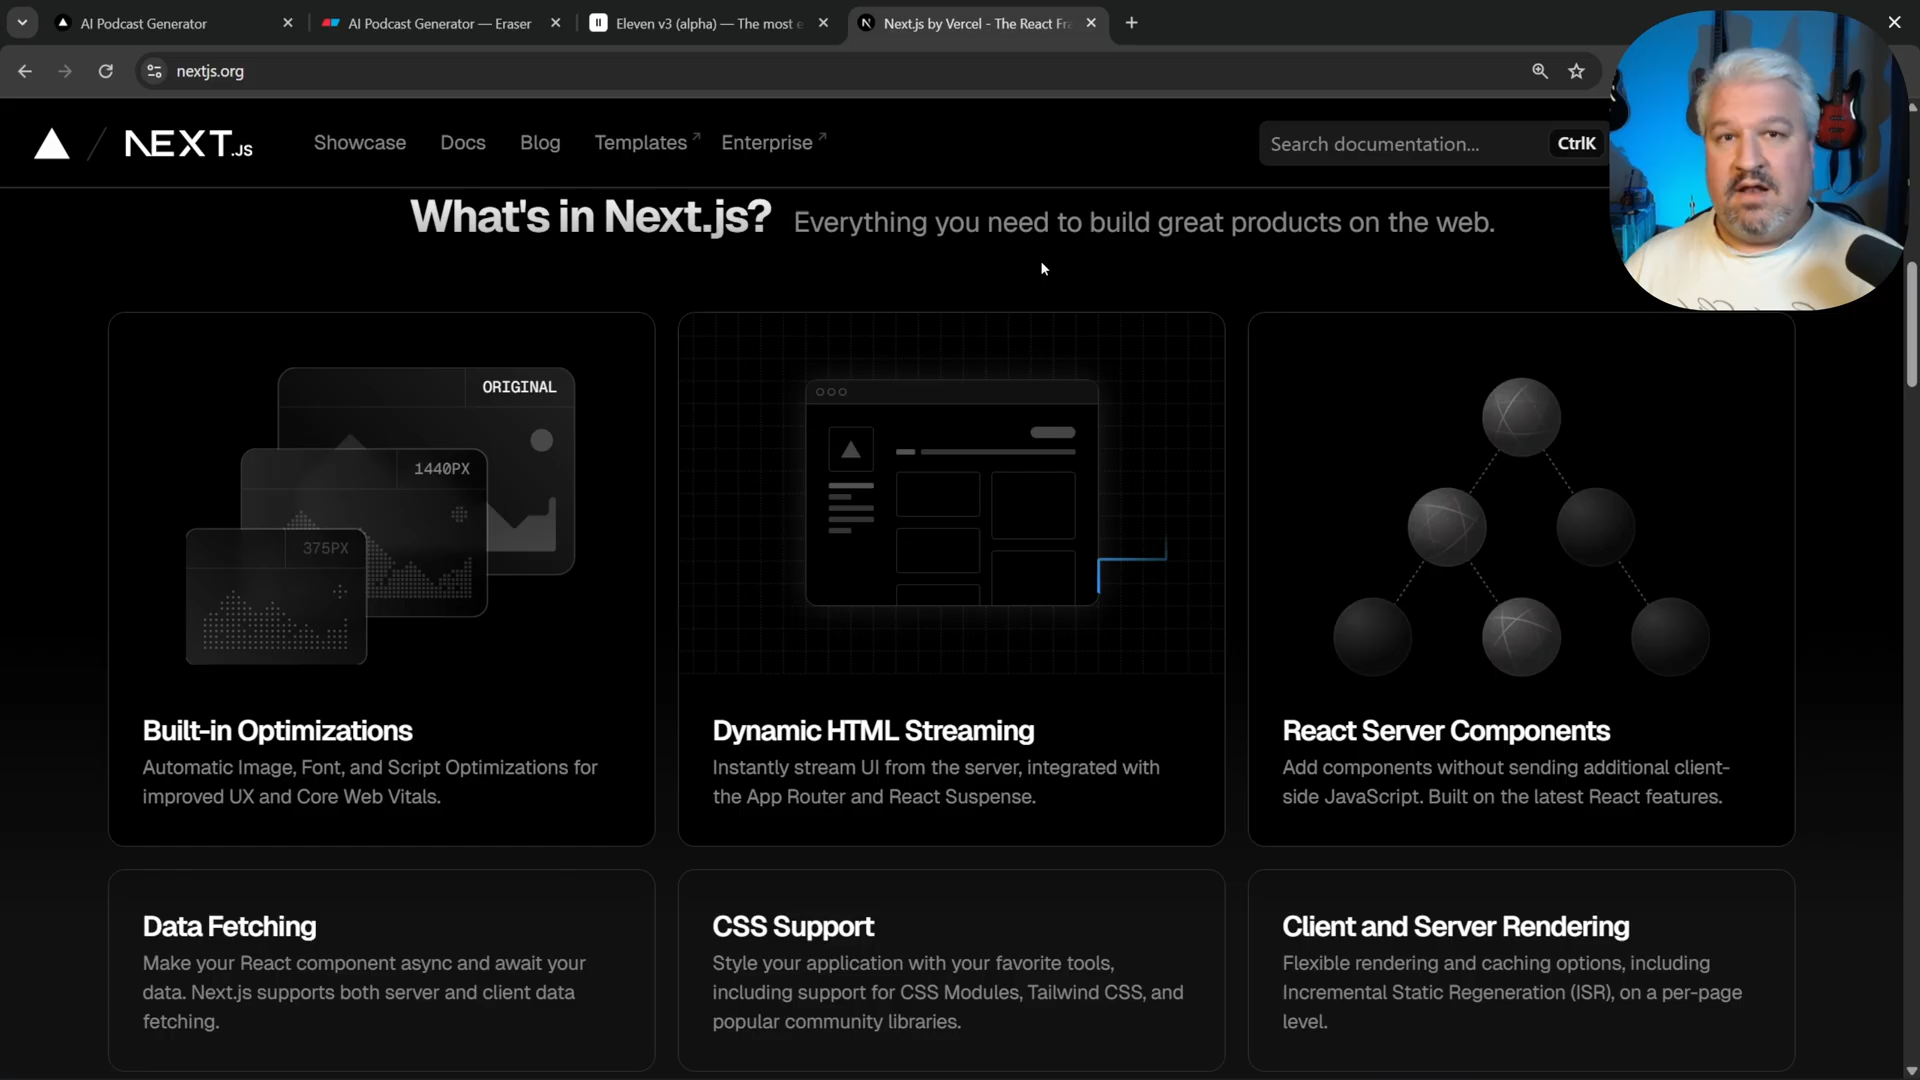 AI Podcast Generator
AI Podcast Generator — Eraser
Eleven v3 (alpha) — The most e
Next.js by Vercel - The React Fra
nextjs.org
NEXT.JS
Showcase
Docs
Blog
Templates
Enterprise
Search documentation...
CtrlK
What's in Next.js?
Everything you need to build great products on the web.
ORIGINAL
1440PX
375PX
Built-in Optimizations
Automatic Image, Font, and Script Optimizations for
improved UX and Core Web Vitals.
Dynamic HTML Streaming
Instantly stream UI from the server, integrated with
the App Router and React Suspense.
React Server Components
Add components without sending additional client-
side JavaScript. Built on the latest React features.
Data Fetching
Make your React component async and await your
data. Next.js supports both server and client data
fetching.
CSS Support
Style your application with your favorite tools,
including support for CSS Modules, Tailwind CSS, and
popular community libraries.
Client and Server Rendering
Flexible rendering and caching options, including
Incremental Static Regeneration (ISR), on a per-page
level.